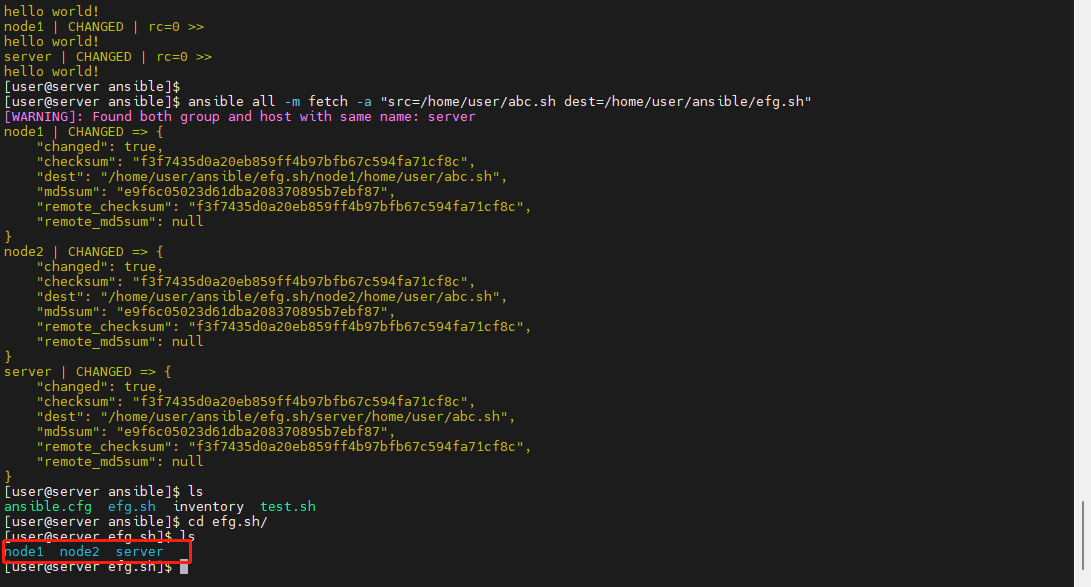 hello world!
node1 | CHANGED | rc=0 >>
hello world!
server | CHANGED | rc=0 >>
hello world!
[user@server ansible]$
[user@server ansible]$ ansible all -m fetch -a "src=/home/user/abc.sh dest=/home/user/ansible/efg.sh"
[WARNING]: Found both group and host with same name: server
node1 | CHANGED => {
    "changed": true,
    "checksum": "f3f7435d0a20eb859ff4b97bfb67c594fa71cf8c",
    "dest": "/home/user/ansible/efg.sh/node1/home/user/abc.sh",
    "md5sum": "e9f6c05023d61dba208370895b7ebf87",
    "remote_checksum": "f3f7435d0a20eb859ff4b97bfb67c594fa71cf8c",
    "remote_md5sum": null
}
node2 | CHANGED => {
    "changed": true,
    "checksum": "f3f7435d0a20eb859ff4b97bfb67c594fa71cf8c",
    "dest": "/home/user/ansible/efg.sh/node2/home/user/abc.sh",
    "md5sum": "e9f6c05023d61dba208370895b7ebf87",
    "remote_checksum": "f3f7435d0a20eb859ff4b97bfb67c594fa71cf8c",
    "remote_md5sum": null
}
server | CHANGED => {
    "changed": true,
    "checksum": "f3f7435d0a20eb859ff4b97bfb67c594fa71cf8c",
    "dest": "/home/user/ansible/efg.sh/server/home/user/abc.sh",
    "md5sum": "e9f6c05023d61dba208370895b7ebf87",
    "remote_checksum": "f3f7435d0a20eb859ff4b97bfb67c594fa71cf8c",
    "remote_md5sum": null
}
[user@server ansible]$ ls
ansible.cfg  efg.sh  inventory  test.sh
[user@server ansible]$ cd efg.sh/
[user@server efg.sh]$ ls
node1  node2  server
[user@server efg.sh]$